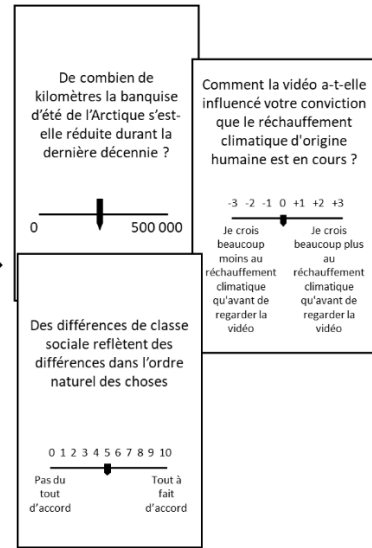 De combien de
kilomètres la banquise
d'été de l'Arctique s'est-
elle réduite durant la
dernière décennie ?
0
500 000
Comment la vidéo a-t-elle
influencé votre conviction
que le réchauffement
climatique d'origine
humaine est en cours ?
-3 -2 -1 0 +1 +2 +3
Je crois
beaucoup
moins au
réchauffement
climatique
qu'avant de
regarder la
vidéo
Je crois
beaucoup plus
au
réchauffement
climatique
qu'avant de
regarder la
vidéo
Des différences de classe
sociale reflètent des
différences dans l'ordre
naturel des choses
0 1 2 3 4 5 6 7 8 9 10
Pas du
tout
d'accord
Tout à
fait
d'accord